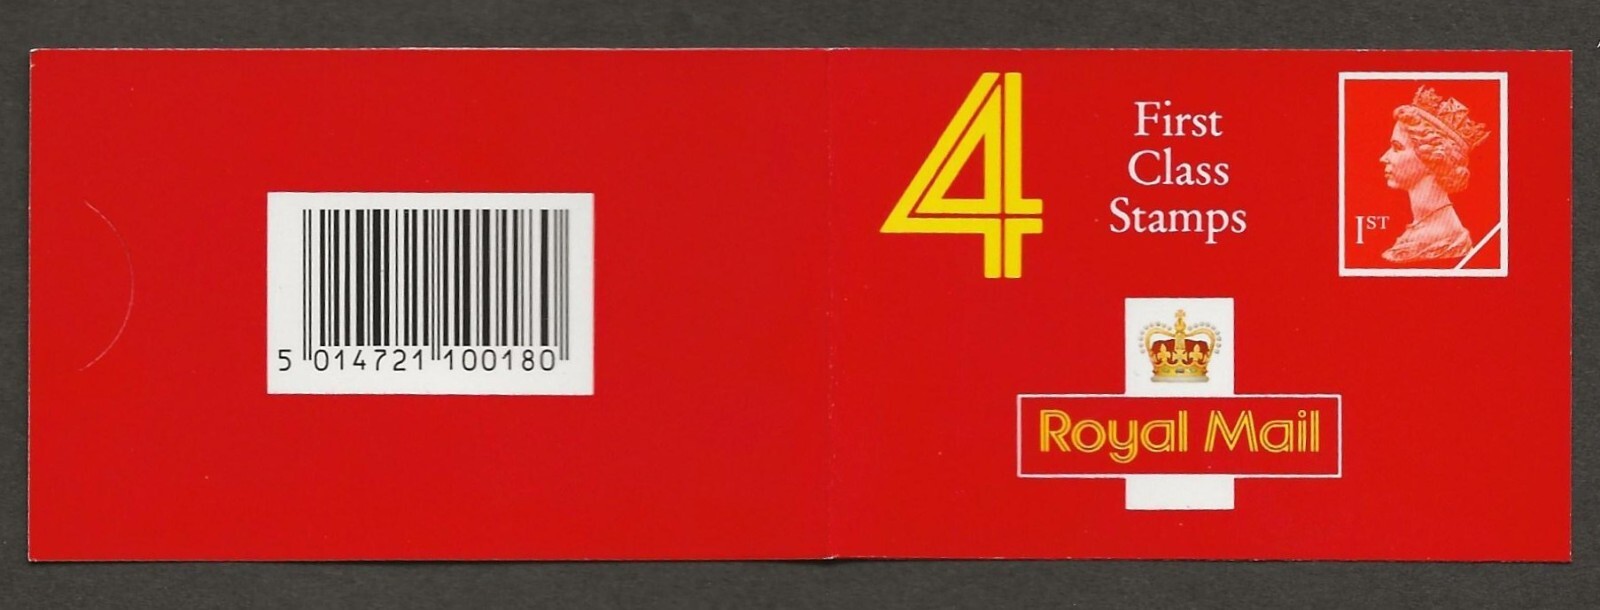 5 014721 100180
4
First
Class
Stamps
1ST
Royal Mail